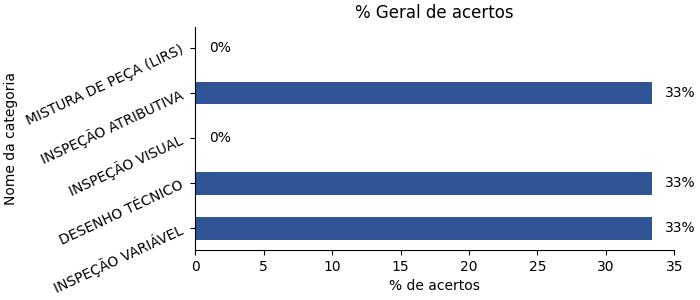 % Geral de acertos
MISTURA DE PEÇA (LIRS)
0%
INSPEÇÃO ATRIBUTIVA
33%
INSPEÇÃO VISUAL
0%
DESENHO TÉCNICO
33%
INSPEÇÃO VARIÁVEL
33%
Nome da categoria
0 5 10 15 20 25 30 35
% de acertos